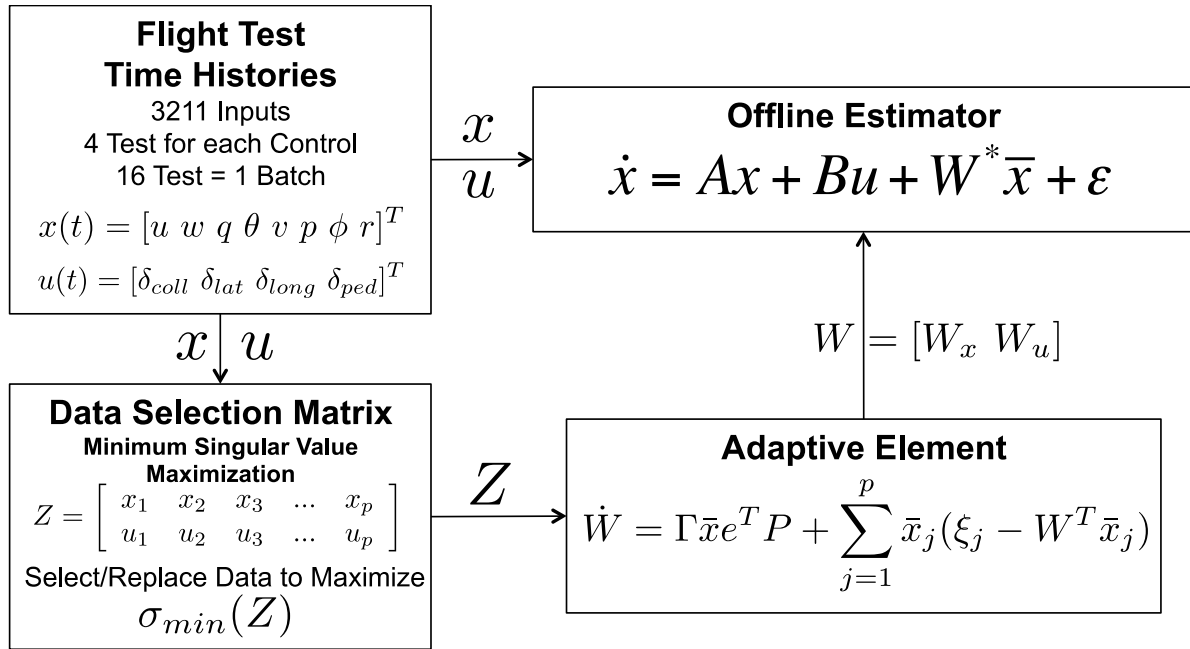 Flight Test
Time Histories
3211 Inputs
4 Test for each Control
16 Test = 1 Batch
x(t) = [u w q θ v p ϕ r]^T
u(t) = [δ_coll δ_lat δ_long δ_ped]^T
x
u
Offline Estimator
ẋ = Ax + Bu + W^* x̅ + ε
x u
W = [W_x W_u]
Data Selection Matrix
Minimum Singular Value
Maximization
Z = [ x_1 x_2 x_3 ... x_p
u_1 u_2 u_3 ... u_p ]
Select/Replace Data to Maximize
σ_min(Z)
Z
Adaptive Element
Ẇ = Γx̄e^T P + ∑_{j=1}^{p} x̄_j(ξ_j − W^T x̄_j)